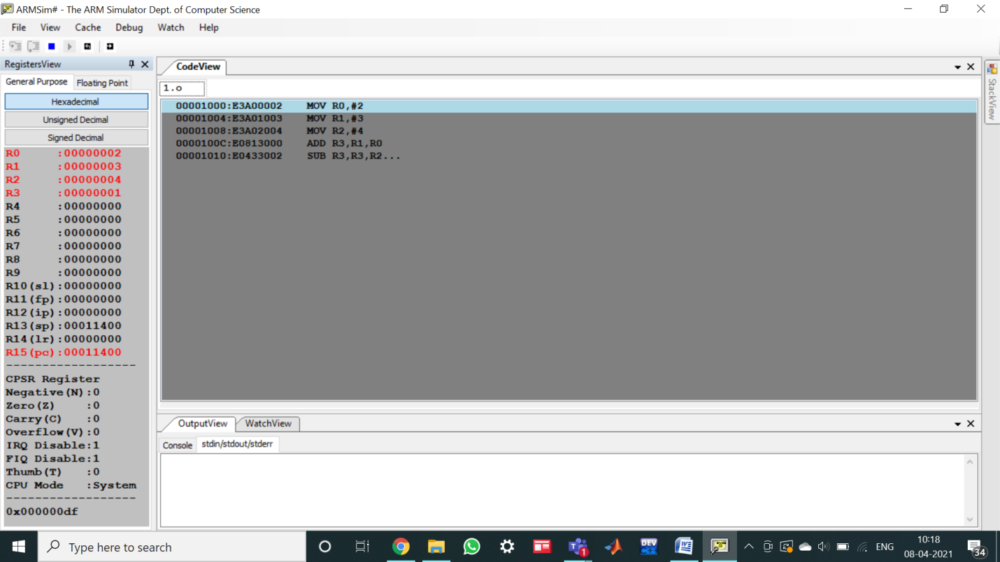 ARMSim# - The ARM Simulator Dept. of Computer Science
File View Cache Debug Watch Help
RegistersView
General Purpose Floating Point
Hexadecimal
Unsigned Decimal
Signed Decimal
R0 :00000002
R1 :00000003
R2 :00000004
R3 :00000001
R4 :00000000
R5 :00000000
R6 :00000000
R7 :00000000
R8 :00000000
R9 :00000000
R10(sl):00000000
R11(fp):00000000
R12(ip):00000000
R13(sp):00011400
R14(lr):00000000
R15(pc):00011400
-------------------
CPSR Register
Negative(N):0
Zero(Z) :0
Carry(C) :0
Overflow(V):0
IRQ Disable:1
FIQ Disable:1
Thumb(T) :0
CPU Mode :System
-------------------
0x000000df
CodeView
1.o
00001000:E3A00002 MOV R0,#2
00001004:E3A01003 MOV R1,#3
00001008:E3A02004 MOV R2,#4
0000100C:E0813000 ADD R3,R1,R0
00001010:E0433002 SUB R3,R3,R2...
StackView
OutputView WatchView
Console stdin/stdout/stderr
Type here to search
1
DEV
W
ENG
10:18
08-04-2021
34